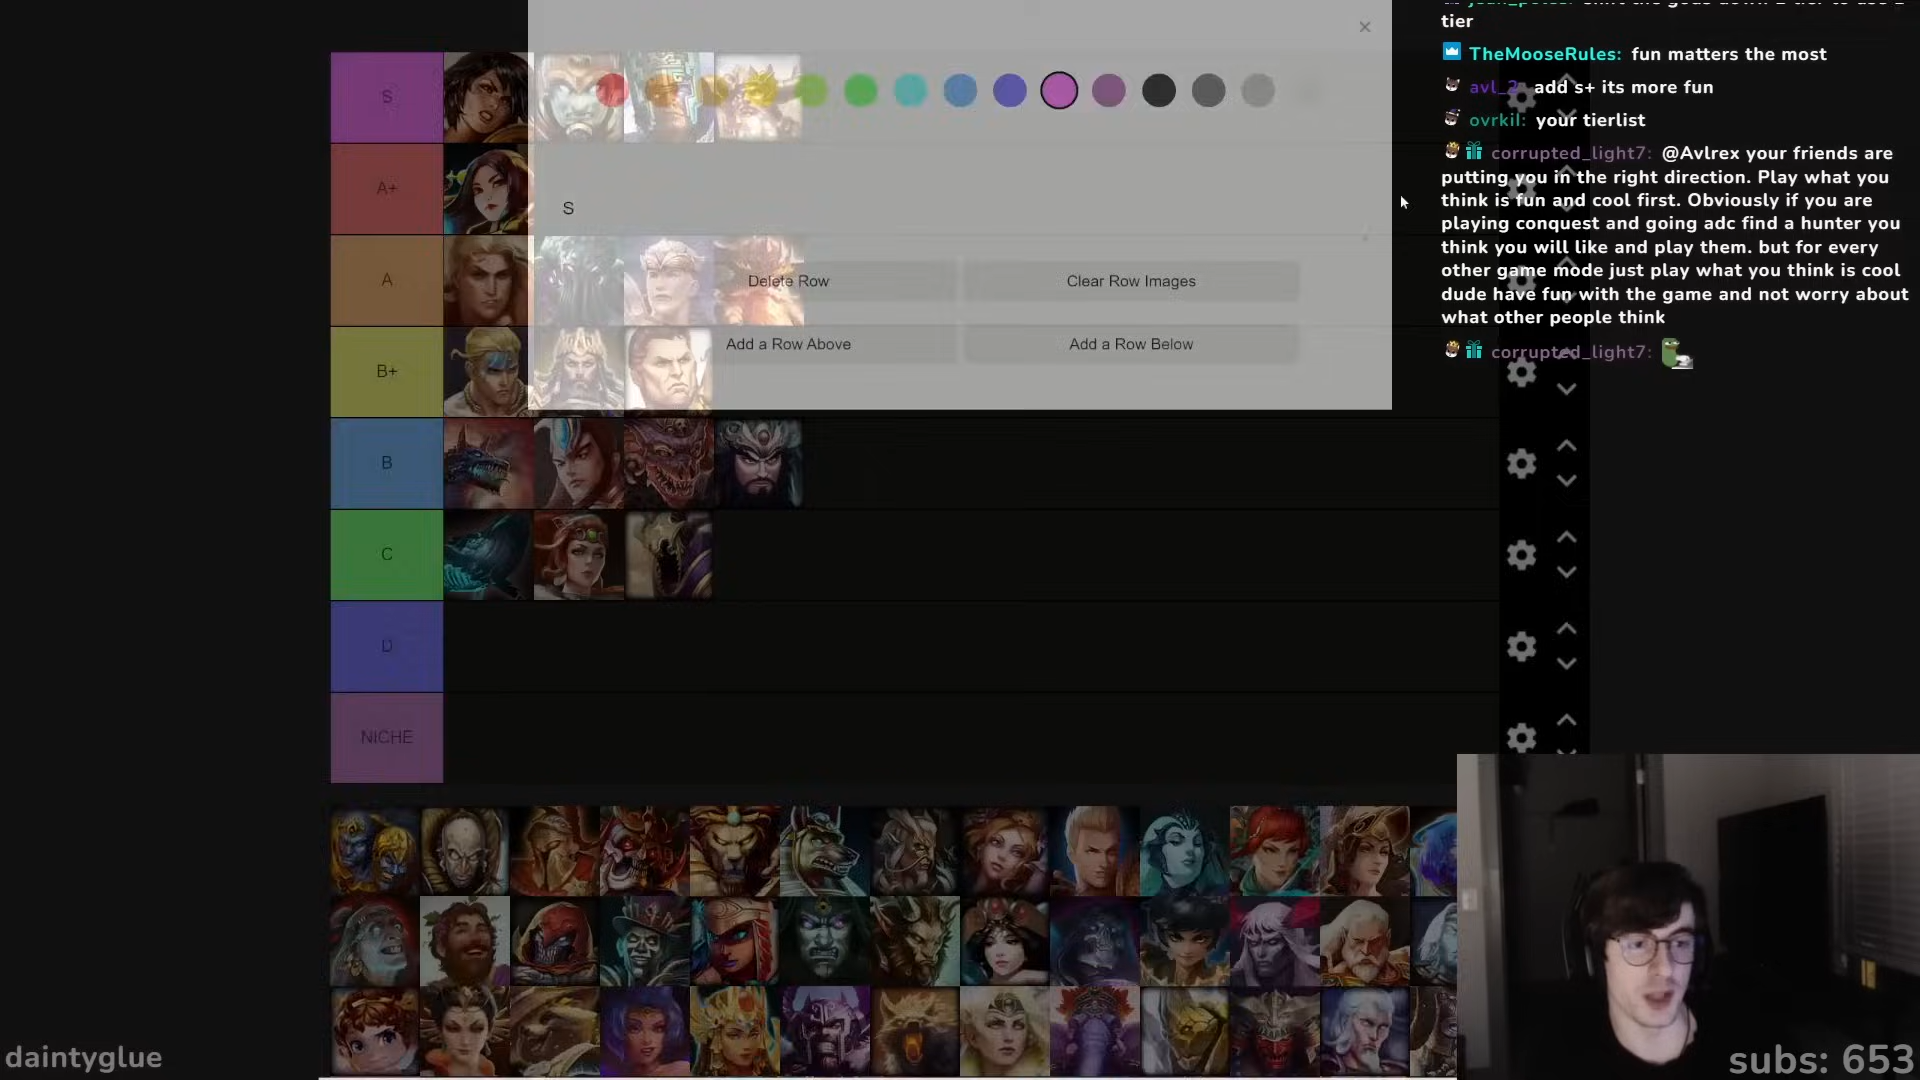 tier
TheMooseRules: fun matters the most
avl_2: add s+ its more fun
ovrkil: your tierlist
corrupted_light7: @Avlrex your friends are
putting you in the right direction. Play what you
think is fun and cool first. Obviously if you are
playing conquest and going adc find a hunter you
think you will like and play them. but for every
other game mode just play what you think is cool
dude have fun with the game and not worry about
what other people think
corrupted_light7:
S
A+
S
A
Delete Row
Clear Row Images
B+
Add a Row Above
Add a Row Below
B
C
D
NICHE
daintyglue
subs: 653